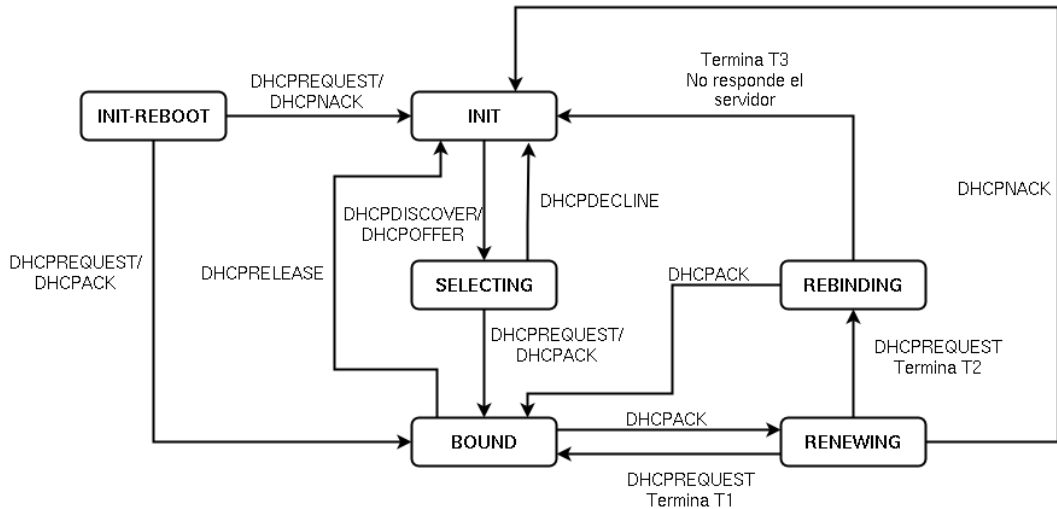 Termina T3
No responde el
servidor
DHCPREQUEST/
DHCPNACK
INIT-REBOOT
INIT
DHCPNACK
DHCPDECLINE
DHCPDISCOVER/
DHCPOFFER
DHCPREQUEST/
DHCPACK
DHCPRELEASE
DHCPACK
SELECTING
REBINDING
DHCPREQUEST/
DHCPACK
DHCPREQUEST
Termina T2
DHCPACK
BOUND
RENEWING
DHCPREQUEST
Termina T1